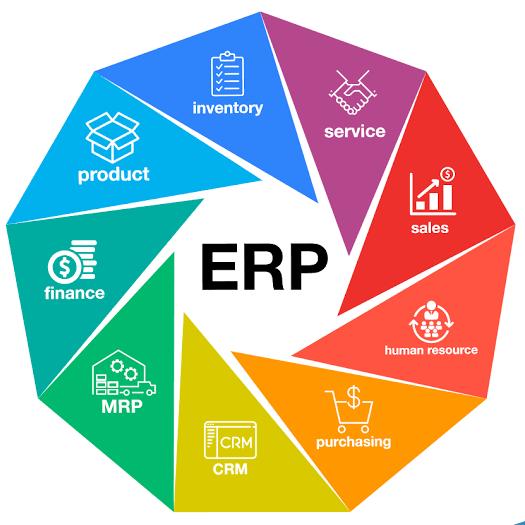 inventory
service
product
sales
ERP
finance
human resource
MRP
purchasing
CRM
CRM